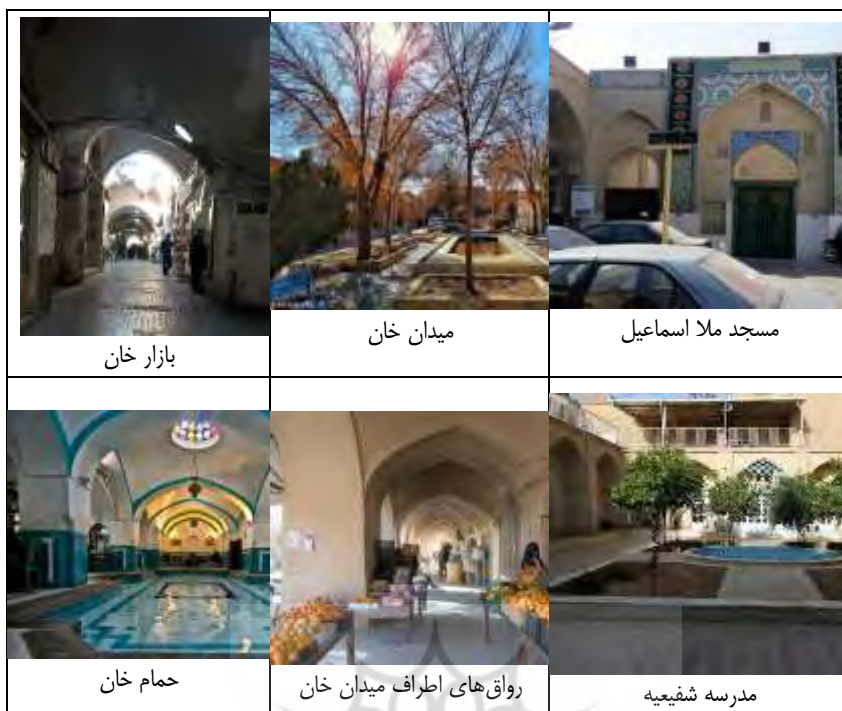 مسجد ملا اسماعیل
میدان خان
بازار خان
مدرسه شفیعیه
رواق‌های اطراف میدان خان
حمام خان